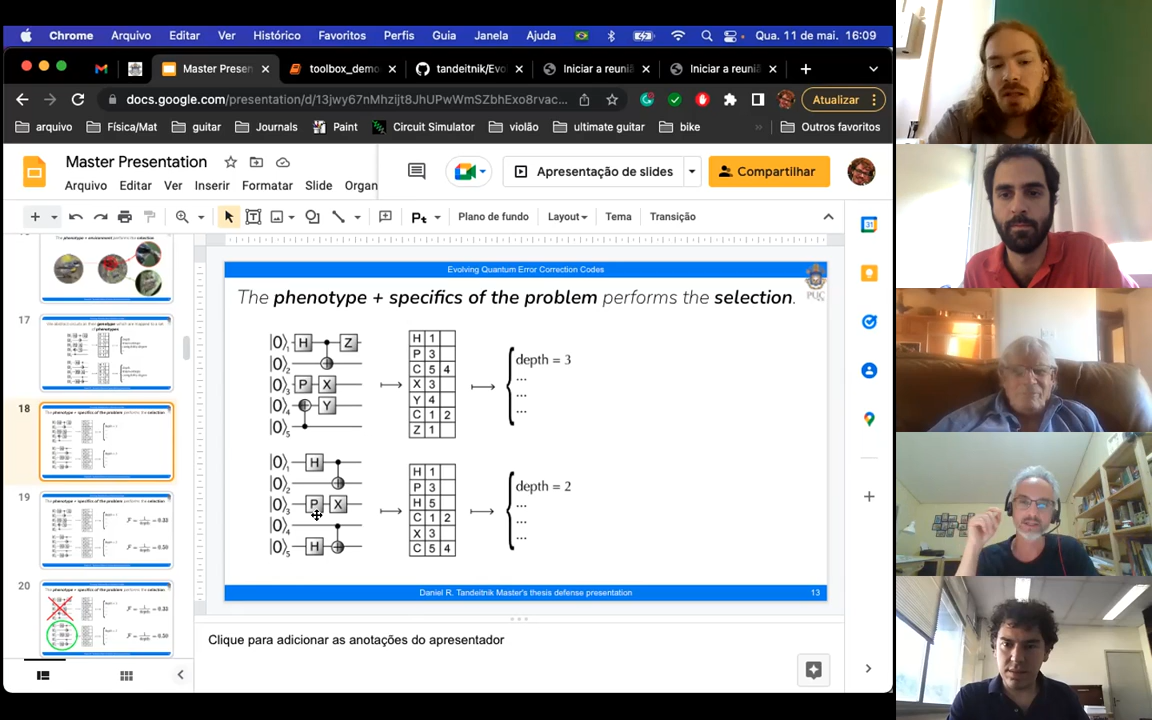 Chrome Arquivo Editar Ver Histórico Favoritos Perfis Guia Janela Ajuda Qua. 11 de mai. 16:09
Master Presen toolbox_demo tandeitnik/Evo Iniciar a reuniã Iniciar a reuniã
docs.google.com/presentation/d/13jwy67nMhzijt8JhUPwWmSZbhExo8rvac... Atualizar
arquivo Física/Mat guitar Journals Paint Circuit Simulator violão ultimate guitar bike » Outros favoritos
Master Presentation
Arquivo Editar Ver Inserir Formatar Slide Organ
Apresentação de slides
Compartilhar
Plano de fundo Layout Tema Transição
31
17
18
19
20
Evolving Quantum Error Correction Codes
PUC
The phenotype + specifics of the problem performs the selection.
|0⟩₁ H Z
|0⟩₂
|0⟩₃ P X
|0⟩₄ Y
|0⟩₅
H 1
P 3
C 5 4
X 3
Y 4
C 1 2
Z 1
depth = 3
...
...
...
|0⟩₁ H
|0⟩₂
|0⟩₃ P X
|0⟩₄
|0⟩₅ H
H 1
P 3
H 5
C 1 2
X 3
C 5 4
depth = 2
...
...
...
Daniel R. Tandeitnik Master's thesis defense presentation 13
Clique para adicionar as anotações do apresentador